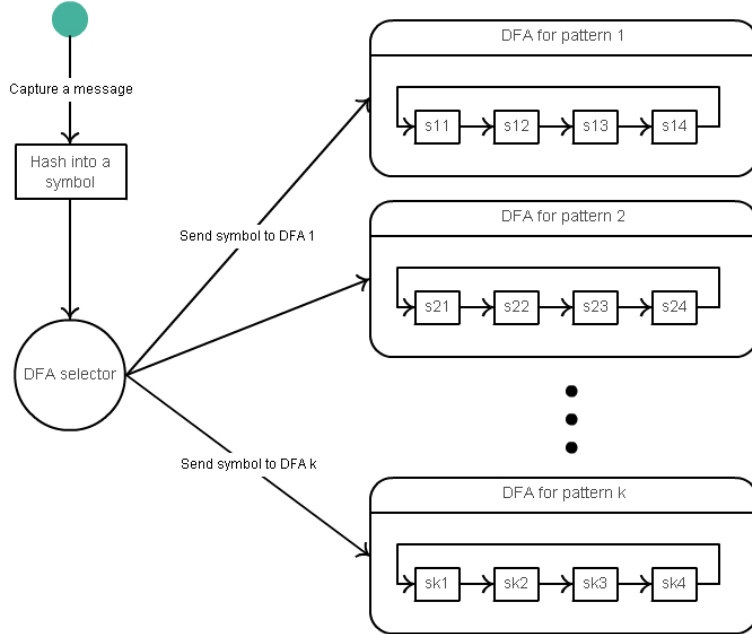 Capture a message
Hash into a
symbol
DFA selector
Send symbol to DFA 1
Send symbol to DFA k
DFA for pattern 1
s11 s12 s13 s14
DFA for pattern 2
s21 s22 s23 s24
DFA for pattern k
sk1 sk2 sk3 sk4